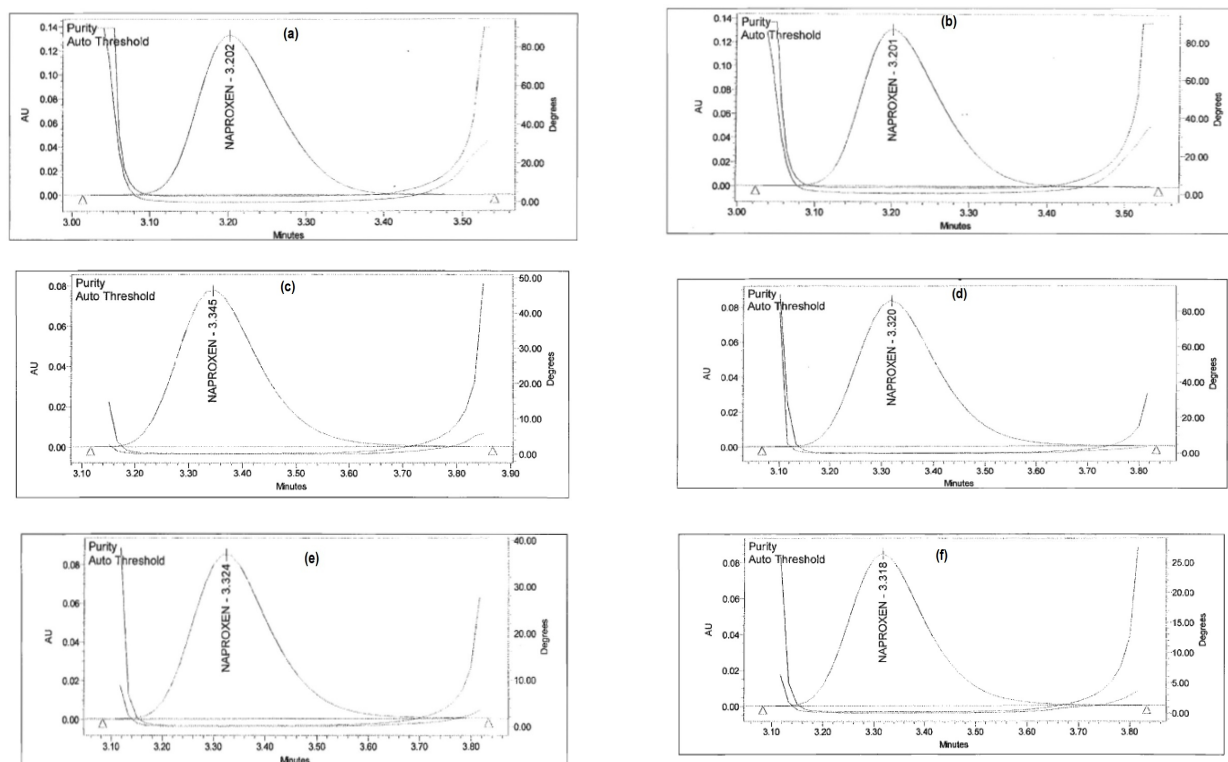 Purity
Auto Threshold
(a)
NAPROXEN - 3.202
AU
0.14
0.12
0.10
0.08
0.06
0.04
0.02
0.00
Degrees
80.00
60.00
40.00
20.00
0.00
3.00 3.10 3.20 3.30 3.40 3.50
Minutes
Purity
Auto Threshold
(b)
NAPROXEN - 3.201
AU
0.14
0.12
0.10
0.08
0.06
0.04
0.02
0.00
Degrees
80.00
60.00
40.00
20.00
0.00
3.00 3.10 3.20 3.30 3.40 3.50
Minutes
Purity
Auto Threshold
(c)
NAPROXEN - 3.345
AU
0.08
0.06
0.04
0.02
0.00
Degrees
50.00
40.00
30.00
20.00
10.00
0.00
3.10 3.20 3.30 3.40 3.50 3.60 3.70 3.80 3.90
Minutes
Purity
Auto Threshold
(d)
NAPROXEN - 3.320
AU
0.08
0.06
0.04
0.02
0.00
Degrees
80.00
60.00
40.00
20.00
0.00
3.10 3.20 3.30 3.40 3.50 3.60 3.70 3.80
Minutes
Purity
Auto Threshold
(e)
NAPROXEN - 3.324
AU
0.08
0.06
0.04
0.02
0.00
Degrees
40.00
30.00
20.00
10.00
0.00
3.10 3.20 3.30 3.40 3.50 3.60 3.70 3.80
Minutes
Purity
Auto Threshold
(f)
NAPROXEN - 3.318
AU
0.08
0.06
0.04
0.02
0.00
Degrees
25.00
20.00
15.00
10.00
5.00
0.00
3.10 3.20 3.30 3.40 3.50 3.60 3.70 3.80
Minutes